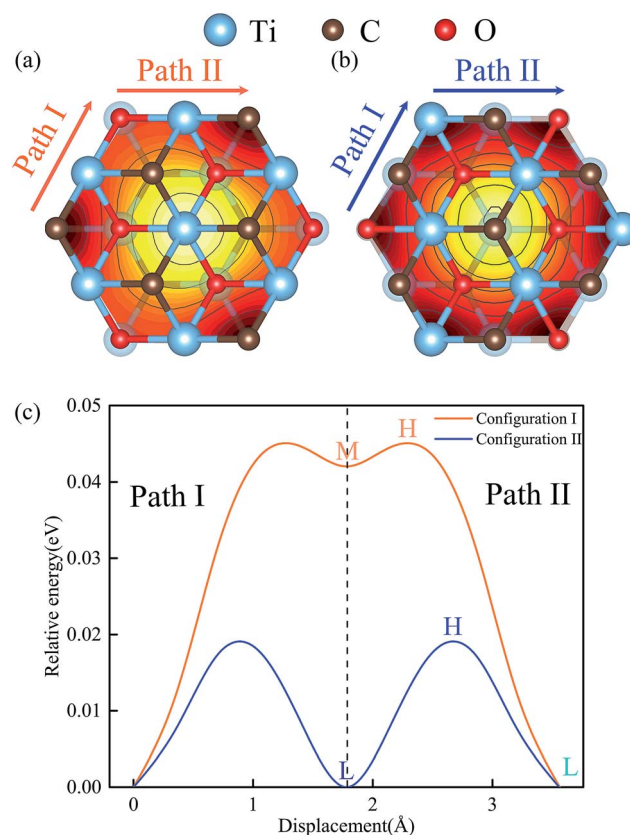 Ti C O
(a) Path II (b) Path II
Path I Path I
(c)
0.05
0.04
0.03
0.02
0.01
0.00
Relative energy(eV)
Configuration I
Configuration II
H
M
Path I Path II
H
L L
0 1 2 3
Displacement(Å)